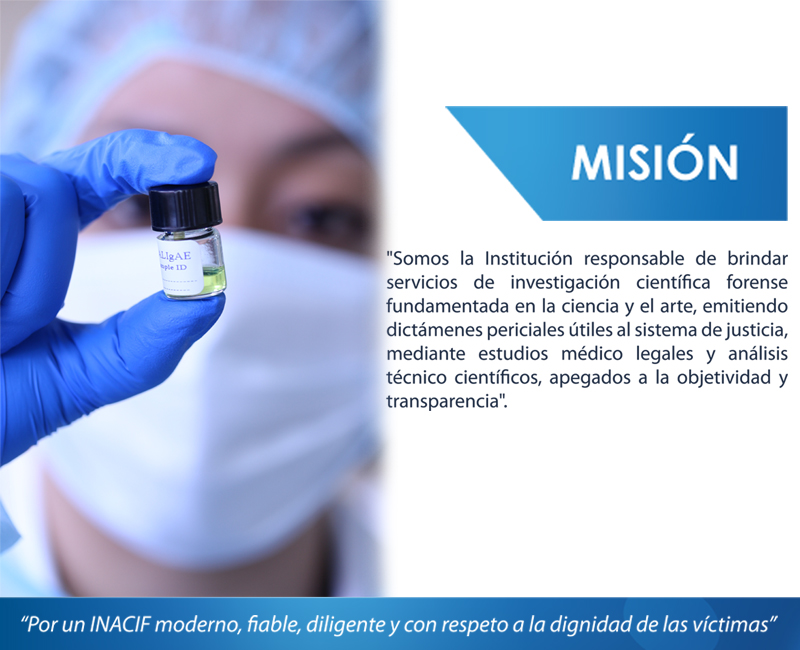 MISIÓN
"Somos la Institución responsable de brindar
servicios de investigación científica forense
fundamentada en la ciencia y el arte, emitiendo
dictámenes periciales útiles al sistema de justicia,
mediante estudios médico legales y análisis
técnico científicos, apegados a la objetividad y
transparencia".
ID
“Por un INACIF moderno, fiable, diligente y con respeto a la dignidad de las víctimas”